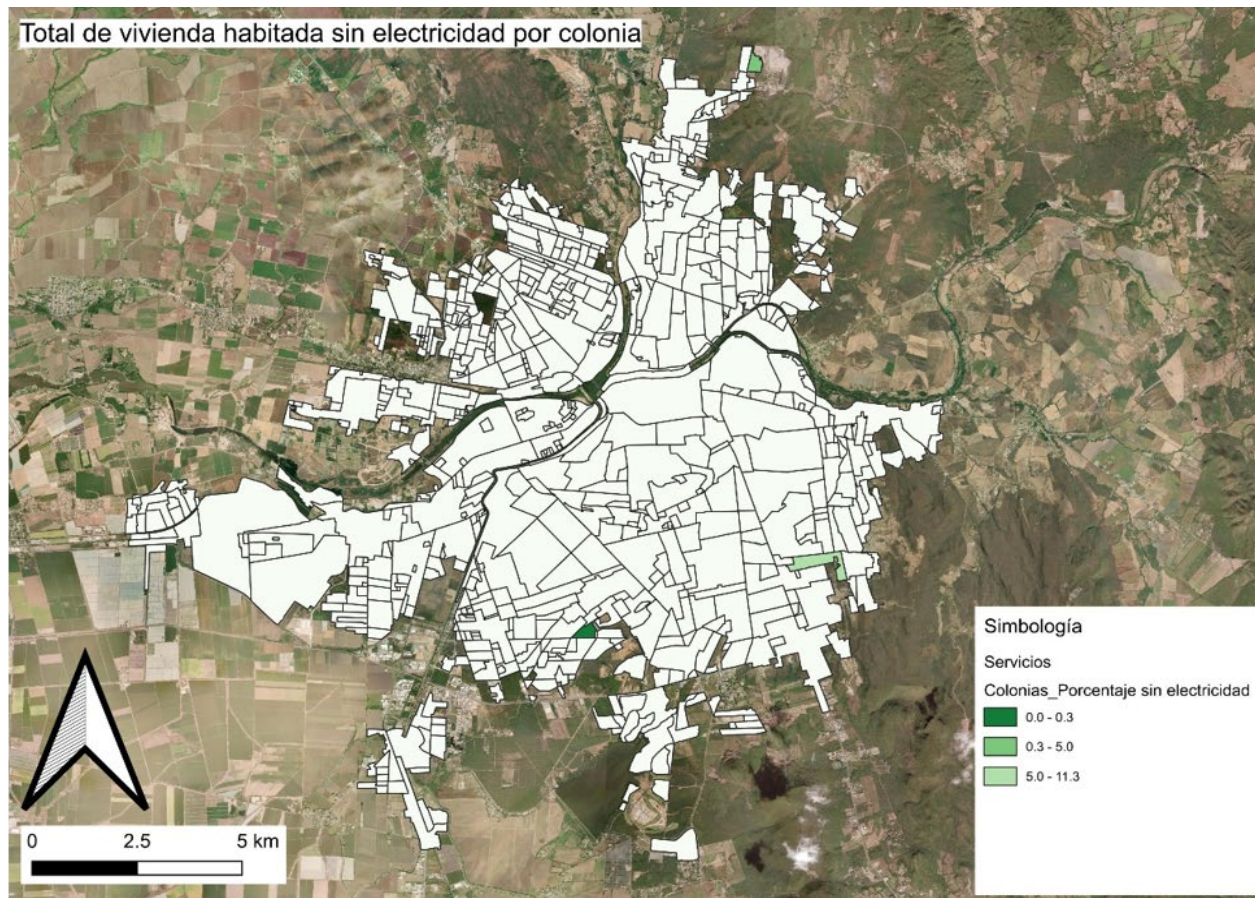 Total de vivienda habitada sin electricidad por colonia
Simbología
Servicios
Colonias_Porcentaje sin electricidad
0.0 - 0.3
0.3 - 5.0
5.0 - 11.3
0 2.5 5 km